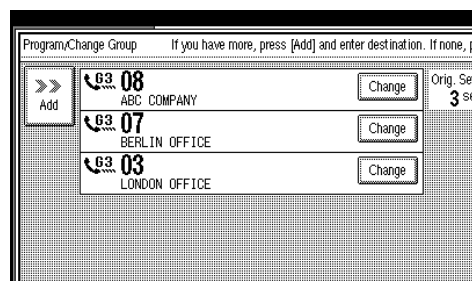 Program/Change Group If you have more, press [Add] and enter destination. If none,
Add
G3 08 Change
ABC COMPANY
G3 07 Change
BERLIN OFFICE
G3 03 Change
LONDON OFFICE
Orig. Se
3 se